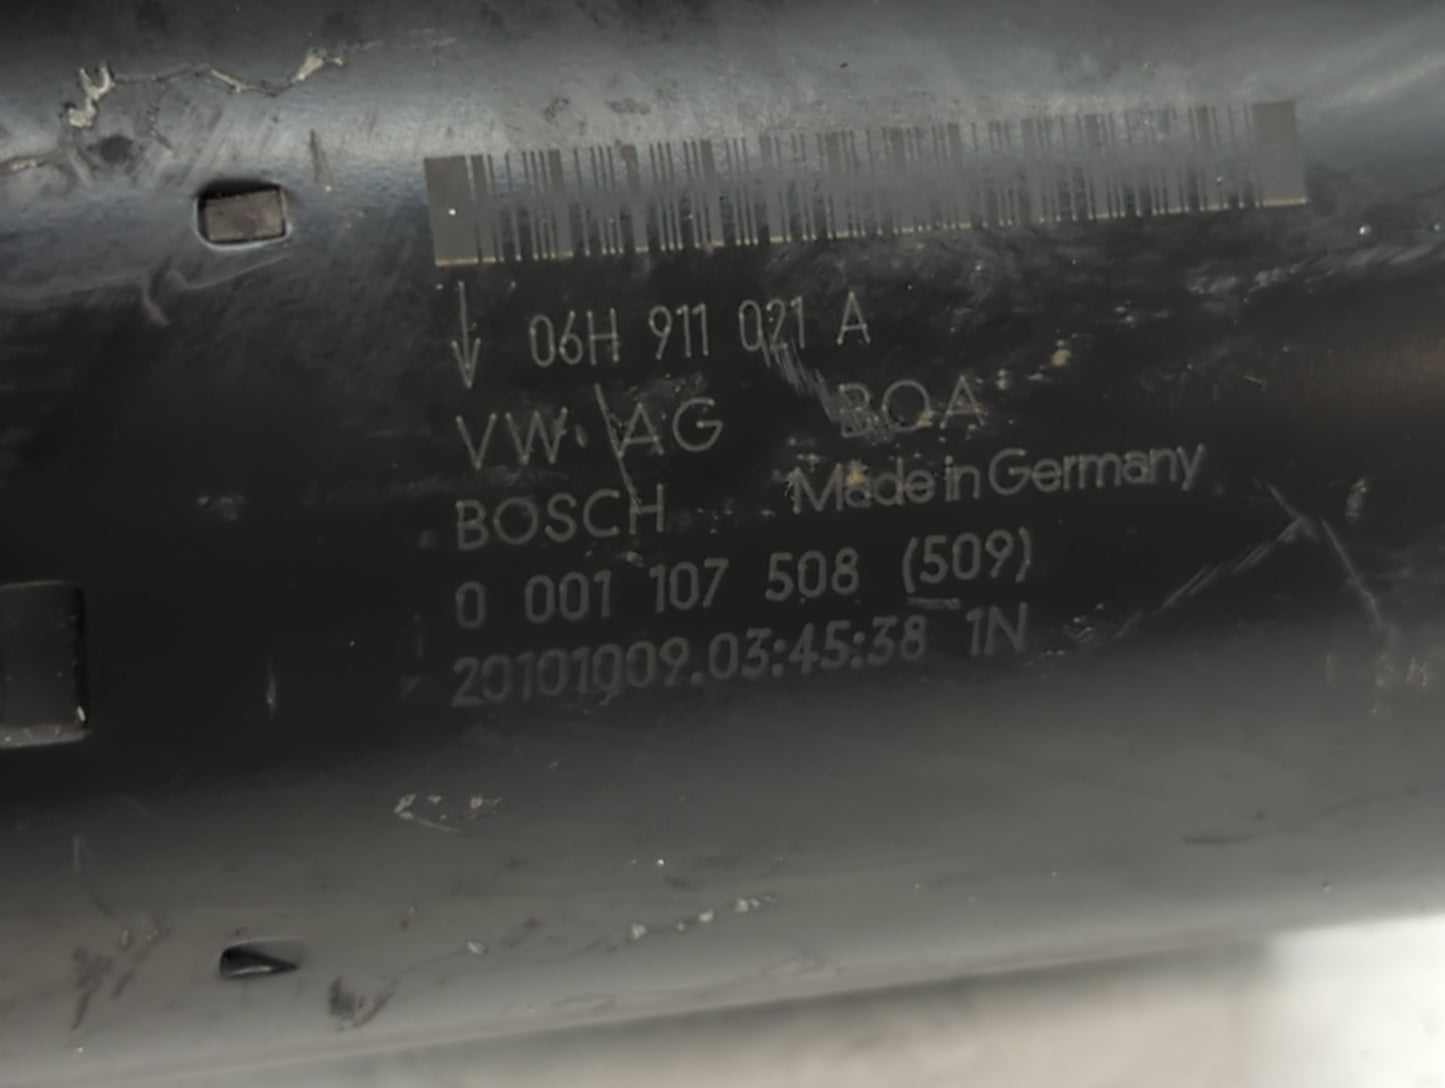 06H 911 021 A
VW AG BOA
BOSCH Made in Germany
0 001 107 508 (509)
20101009.03:45:38 1N